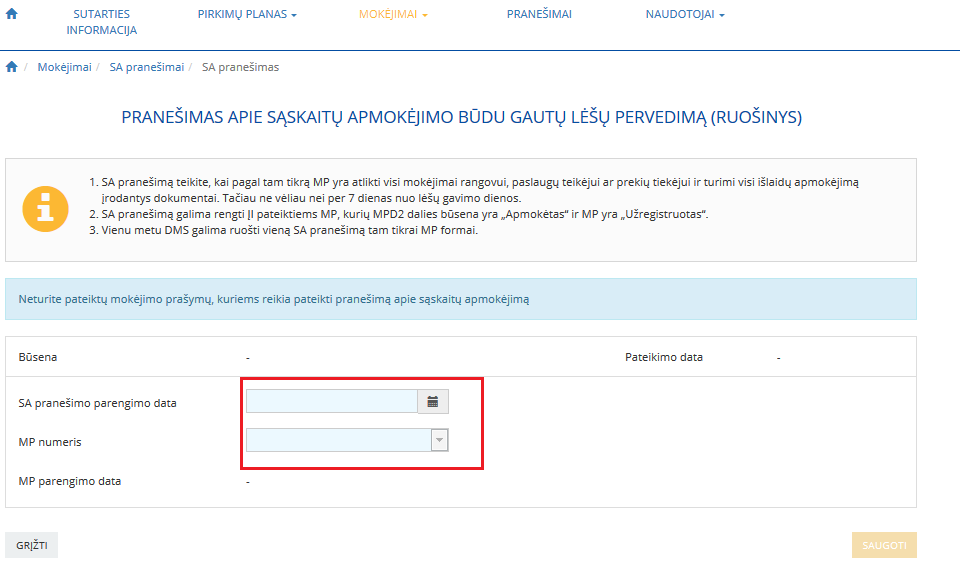 SUTARTIES INFORMACIJA
PIRKIMŲ PLANAS
MOKĖJIMAI
PRANEŠIMAI
NAUDOTOJAI
/ Mokėjimai / SA pranešimai / SA pranešimas
PRANEŠIMAS APIE SĄSKAITŲ APMOKĖJIMO BŪDU GAUTŲ LĖŠŲ PERVEDIMĄ (RUOŠINYS)
1. SA pranešimą teikite, kai pagal tam tikrą MP yra atlikti visi mokėjimai rangovui, paslaugų teikėjui ar prekių tiekėjui ir turimi visi išlaidų apmokėjimą
įrodantys dokumentai. Tačiau ne vėliau nei per 7 dienas nuo lėšų gavimo dienos.
2. SA pranešimą galima rengti ĮI pateiktiems MP, kurių MPD2 dalies būsena yra „Apmokėtas“ ir MP yra „Užregistruotas“.
3. Vienu metu DMS galima ruošti vieną SA pranešimą tam tikrai MP formai.
Neturite pateiktų mokėjimo prašymų, kuriems reikia pateikti pranešimą apie sąskaitų apmokėjimą
Būsena -
Pateikimo data -
SA pranešimo parengimo data
MP numeris
MP parengimo data -
GRĮŽTI
SAUGOTI